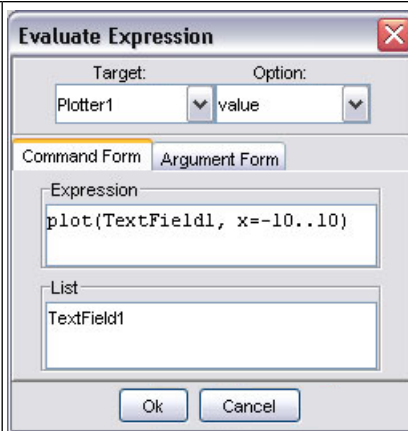 Evaluate Expression
Target: Option:
Plotter1 value
Command Form Argument Form
Expression
plot(TextField1, x=-10..10)
List
TextField1
Ok Cancel